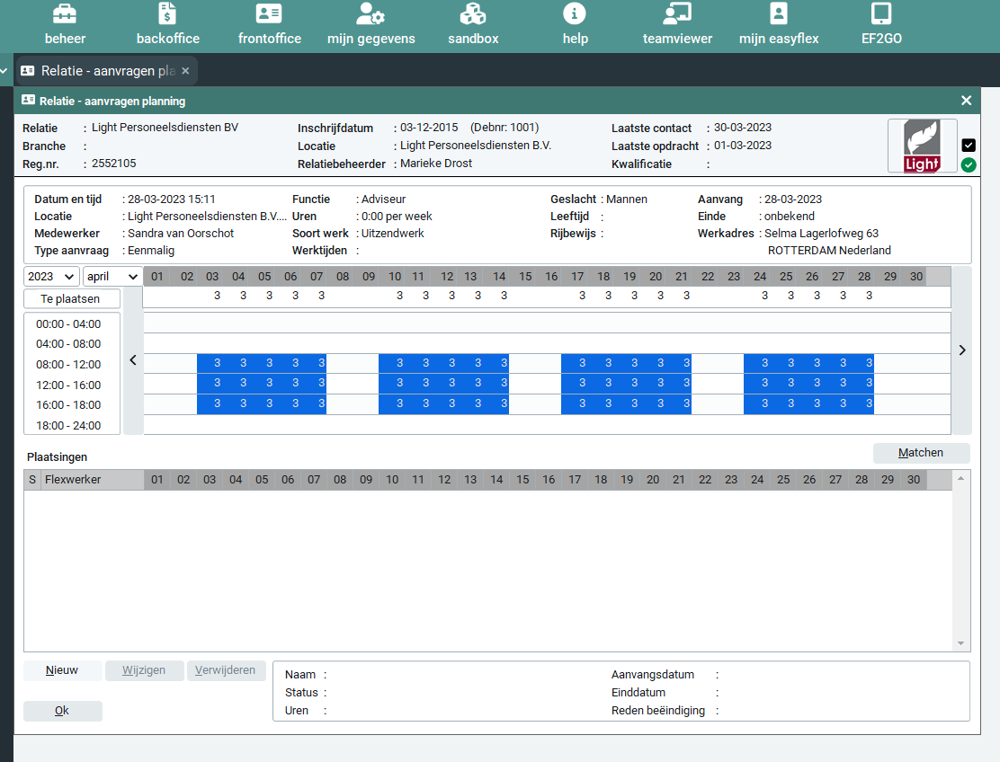 beheer backoffice frontoffice mijn gegevens sandbox help teamviewer mijn easyflex EF2GO
Relatie - aanvragen pla ×
Relatie - aanvragen planning
Relatie : Light Personeelsdiensten BV Inschrijfdatum : 03-12-2015 (Debnr: 1001) Laatste contact : 30-03-2023
Branche : Locatie : Light Personeelsdiensten B.V. Laatste opdracht : 01-03-2023
Reg.nr. : 2552105 Relatiebeheerder : Marieke Drost Kwalificatie :
Light
Datum en tijd : 28-03-2023 15:11 Functie : Adviseur Geslacht : Mannen Aanvang : 28-03-2023
Locatie : Light Personeelsdiensten B.V.... Uren : 0:00 per week Leeftijd : Einde : onbekend
Medewerker : Sandra van Oorschot Soort werk : Uitzendwerk Rijbewijs : Werkadres : Selma Lagerlofweg 63
Type aanvraag : Eenmalig Werktijden : ROTTERDAM Nederland
2023 april 01 02 03 04 05 06 07 08 09 10 11 12 13 14 15 16 17 18 19 20 21 22 23 24 25 26 27 28 29 30
Te plaatsen 3 3 3 3 3 3 3 3 3 3 3 3 3 3 3 3 3 3 3 3
00:00 - 04:00
04:00 - 08:00
08:00 - 12:00 3 3 3 3 3 3 3 3 3 3 3 3 3 3 3 3 3 3 3 3
12:00 - 16:00 3 3 3 3 3 3 3 3 3 3 3 3 3 3 3 3 3 3 3 3
16:00 - 18:00 3 3 3 3 3 3 3 3 3 3 3 3 3 3 3 3 3 3 3 3
18:00 - 24:00
Plaatsingen Matchen
S Flexwerker 01 02 03 04 05 06 07 08 09 10 11 12 13 14 15 16 17 18 19 20 21 22 23 24 25 26 27 28 29 30
Nieuw Wijzigen Verwijderen
Naam : Aanvangsdatum :
Status : Einddatum :
Ok Uren : Reden beëindiging :